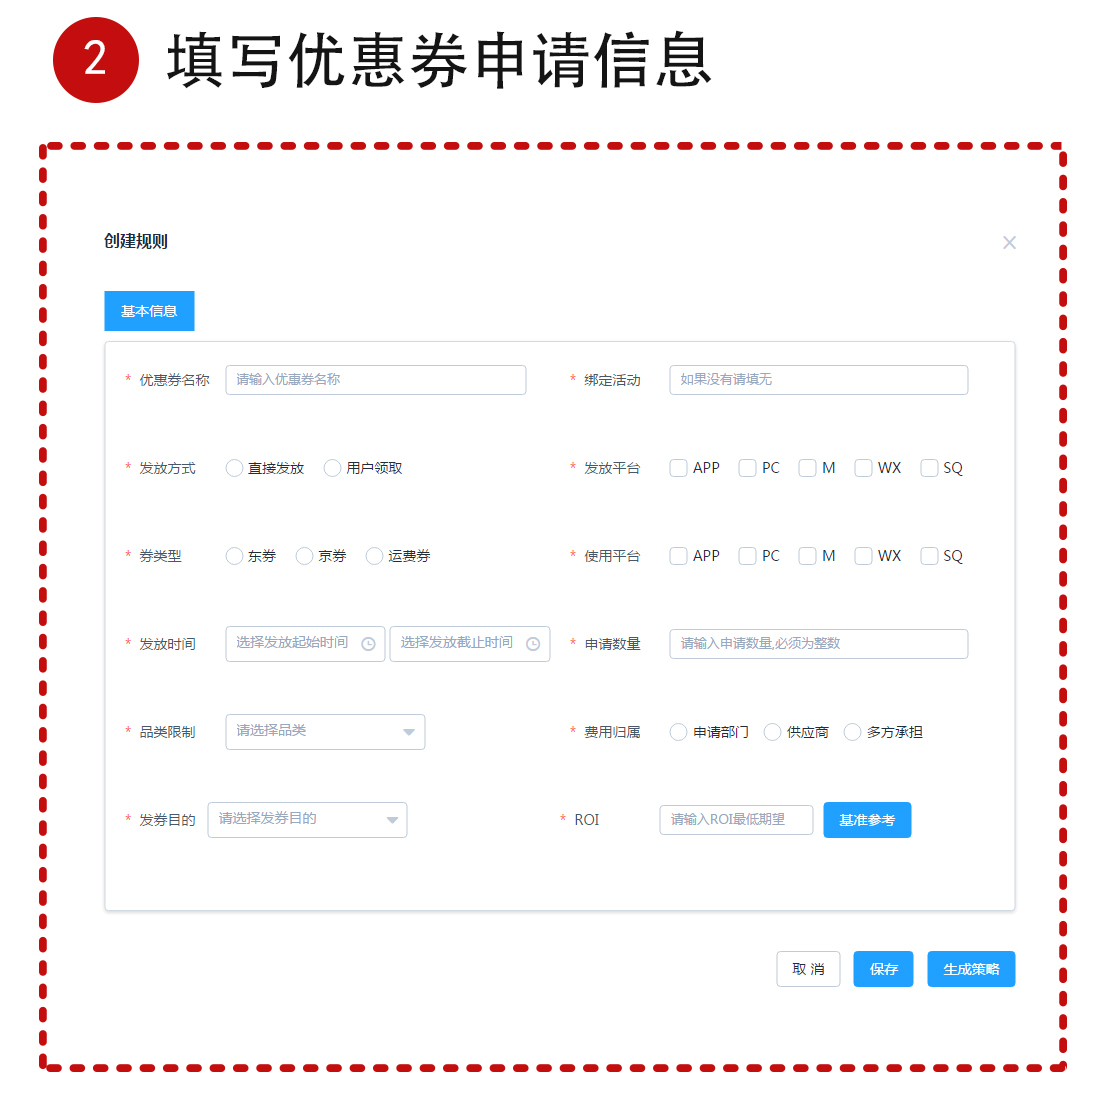 2 填写优惠券申请信息
创建规则
基本信息
* 优惠券名称 请输入优惠券名称 * 绑定活动 如果没有请填无
* 发放方式 直接发放 用户领取 * 发放平台 APP PC M WX SQ
* 券类型 东券 京券 运费券 * 使用平台 APP PC M WX SQ
* 发放时间 选择发放起始时间 选择发放截止时间 * 申请数量 请输入申请数量,必须为整数
* 品类限制 请选择品类 * 费用归属 申请部门 供应商 多方承担
* 发券目的 请选择发券目的 * ROI 请输入ROI最低期望 基准参考
取 消 保存 生成策略